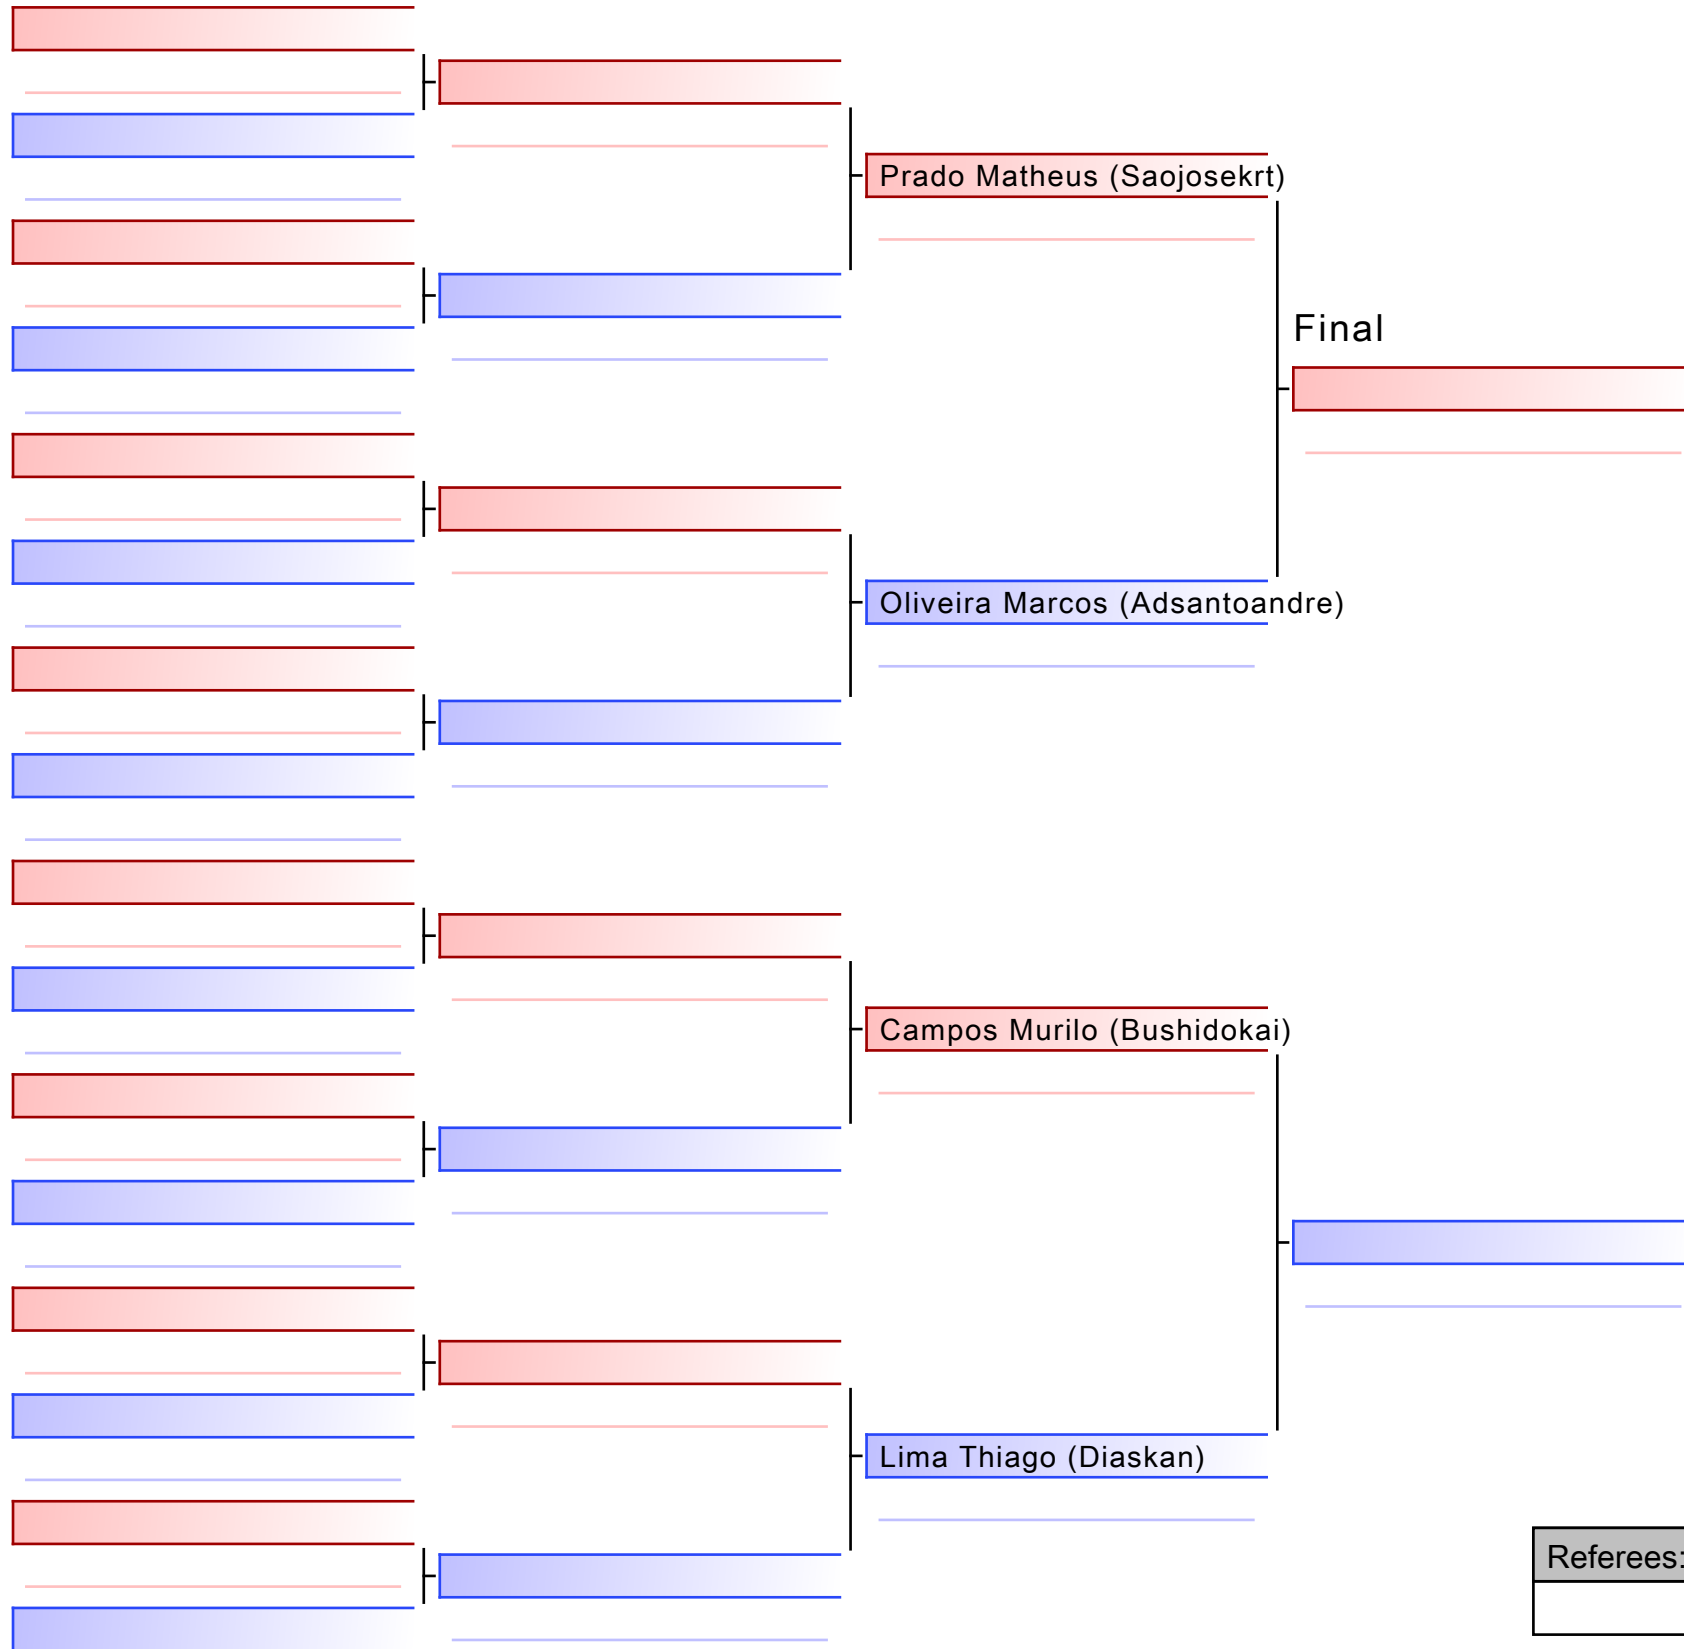 Prado Matheus (Saojosekrt)
Final
Oliveira Marcos (Adsantoandre)
Campos Murilo (Bushidokai)
Lima Thiago (Diaskan)
Referees: